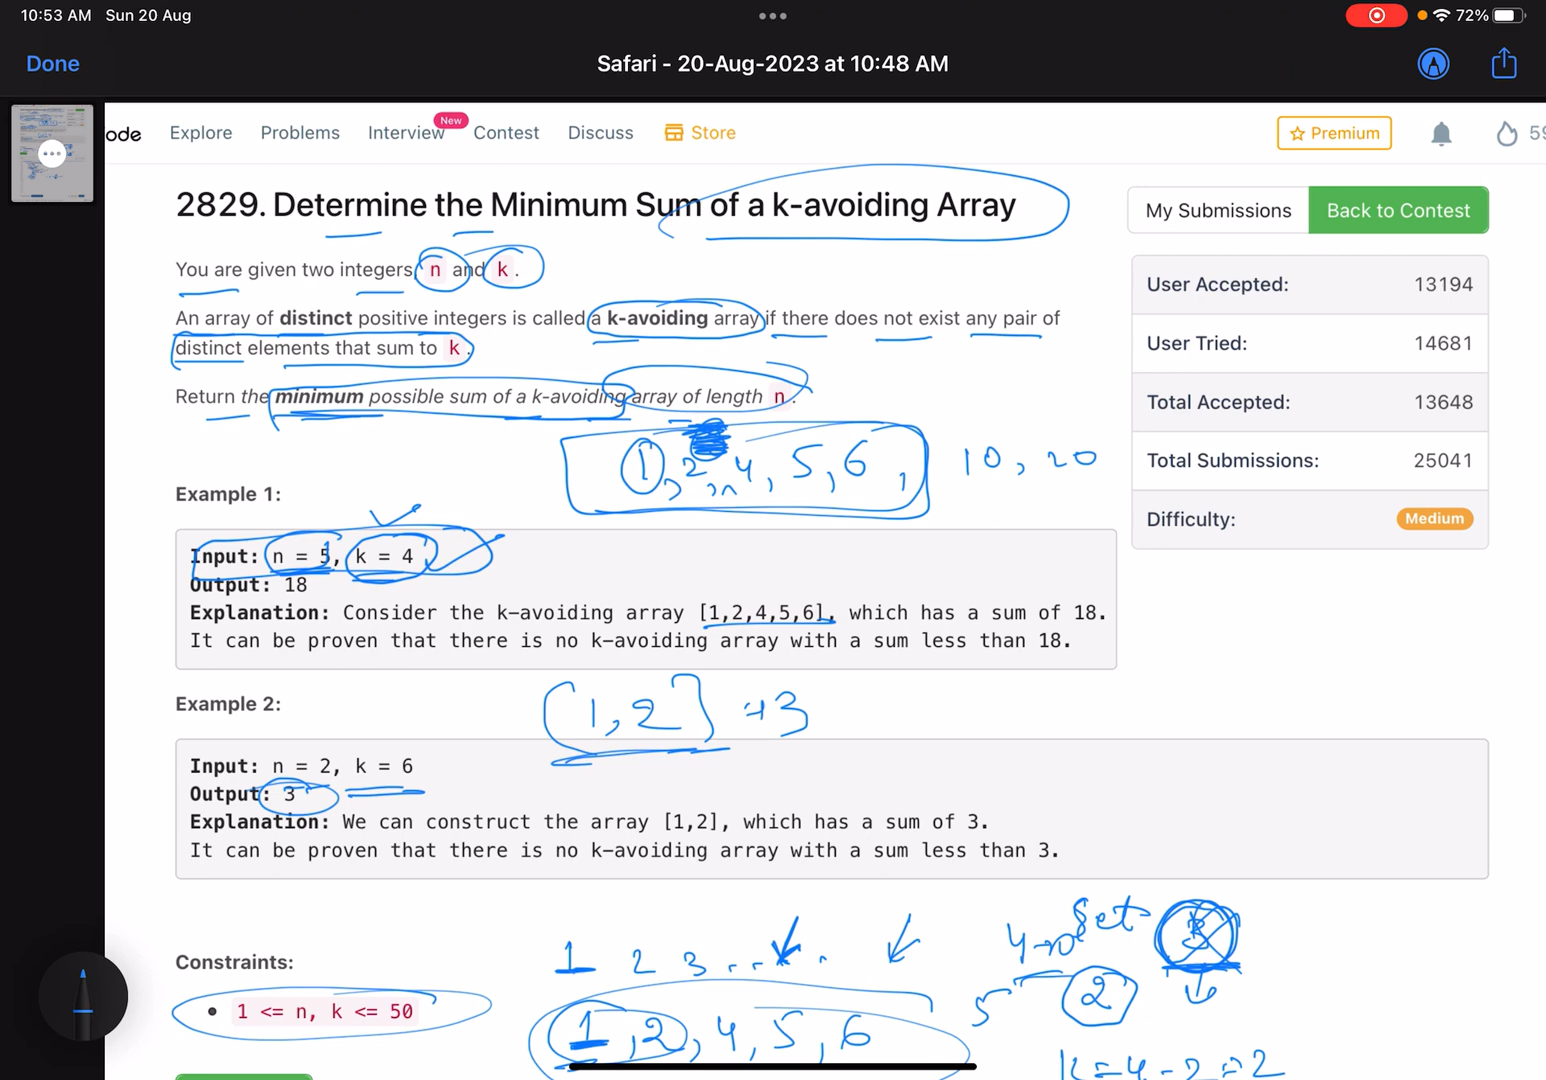 10:53 AM Sun 20 Aug
72%
Done
Safari - 20-Aug-2023 at 10:48 AM
ode Explore Problems Interview New Contest Discuss Store Premium 59
2829. Determine the Minimum Sum of a k-avoiding Array
My Submissions Back to Contest
You are given two integers, n and k.
An array of distinct positive integers is called a k-avoiding array if there does not exist any pair of
distinct elements that sum to k.
Return the minimum possible sum of a k-avoiding array of length n.
User Accepted: 13194
User Tried: 14681
Total Accepted: 13648
Total Submissions: 25041
Difficulty: Medium
1, 2, 4, 5, 6, 10, 20
Example 1:
Input: n = 5, k = 4
Output: 18
Explanation: Consider the k-avoiding array [1,2,4,5,6], which has a sum of 18.
It can be proven that there is no k-avoiding array with a sum less than 18.
Example 2:
[1, 2] → 3
Input: n = 2, k = 6
Output: 3
Explanation: We can construct the array [1,2], which has a sum of 3.
It can be proven that there is no k-avoiding array with a sum less than 3.
Constraints:
1 2 3 ....
Set
1 <= n, k <= 50
5 2
1, 2, 4, 5, 6
k = 4 - 2 = 2